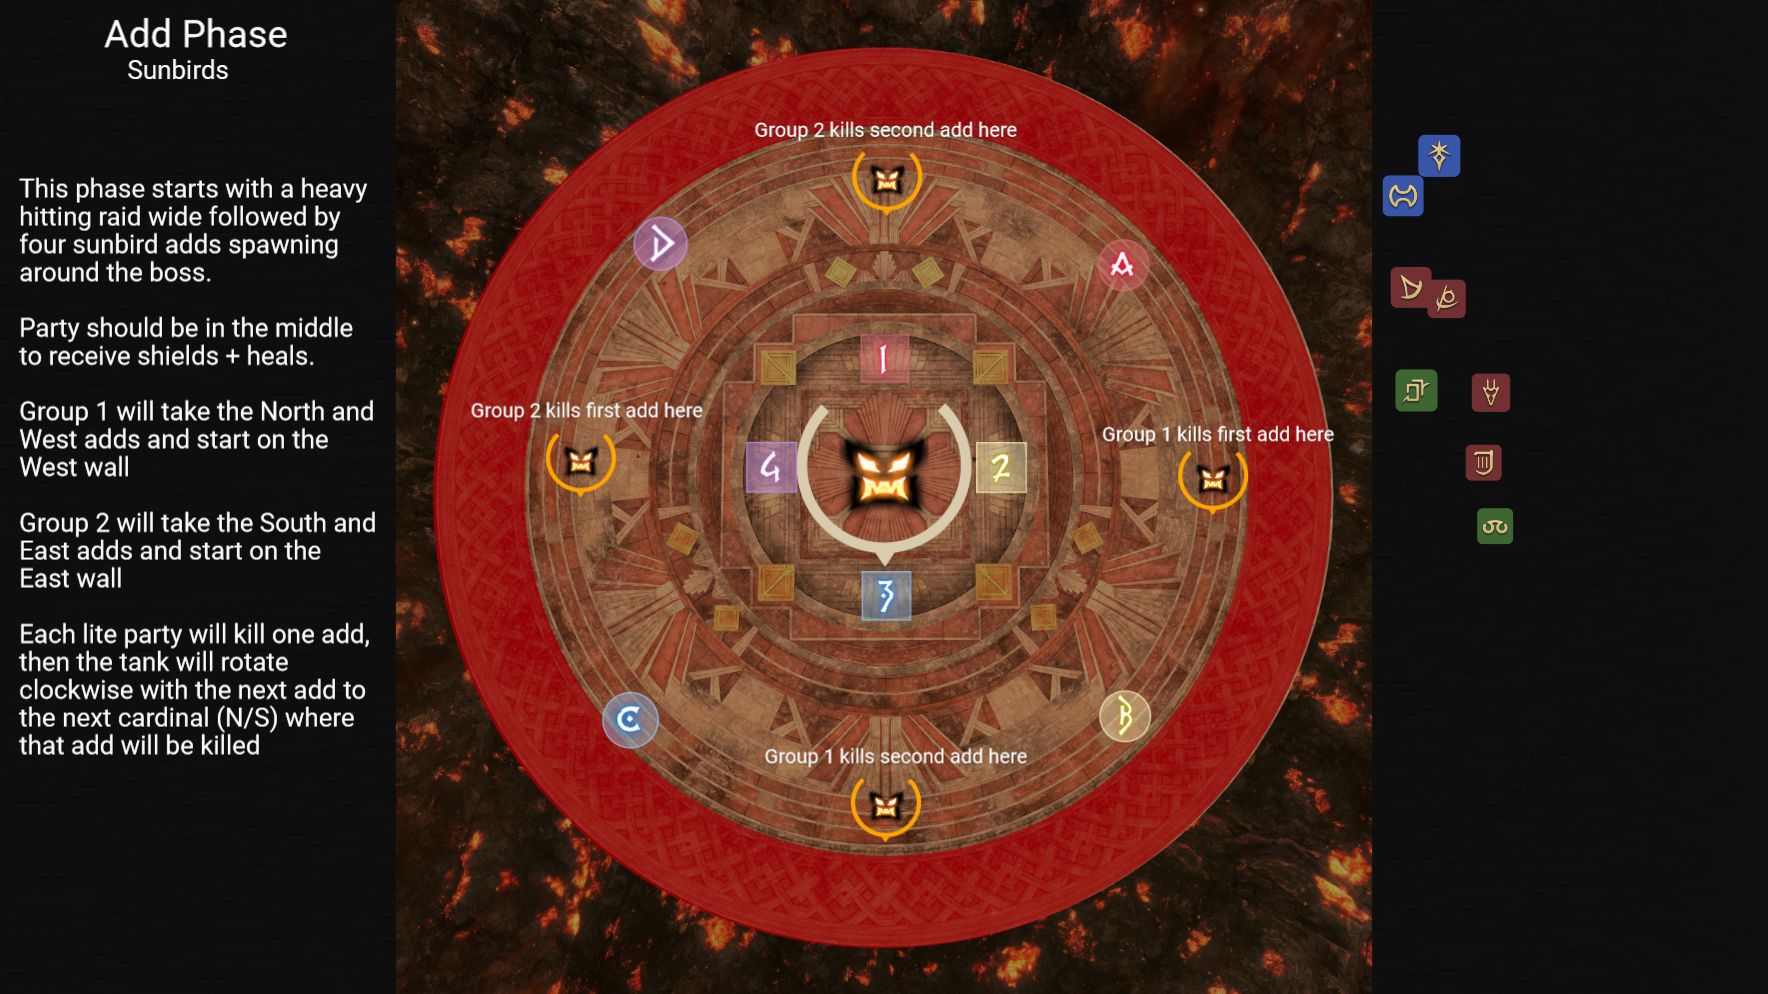 Add Phase
Sunbirds
This phase starts with a heavy
hitting raid wide followed by
four sunbird adds spawning
around the boss.
Party should be in the middle
to receive shields + heals.
Group 1 will take the North and
West adds and start on the
West wall
Group 2 will take the South and
East adds and start on the
East wall
Each lite party will kill one add,
then the tank will rotate
clockwise with the next add to
the next cardinal (N/S) where
that add will be killed
Group 2 kills second add here
D
A
1
Group 2 kills first add here
Group 1 kills first add here
4
2
3
C
B
Group 1 kills second add here